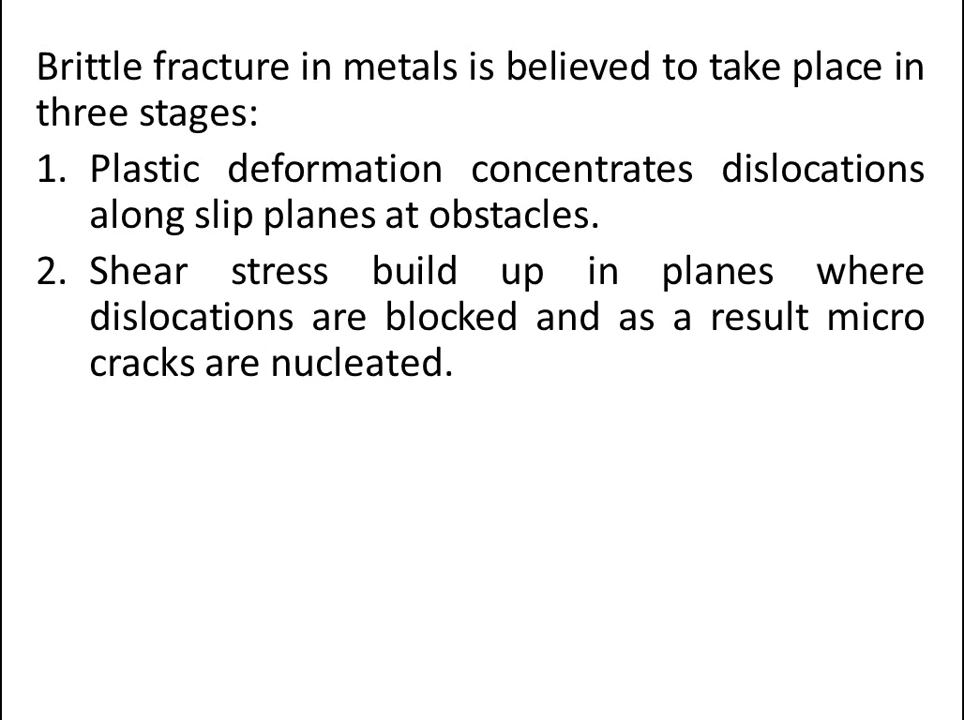 Brittle fracture in metals is believed to take place in
three stages:
1. Plastic deformation concentrates dislocations
along slip planes at obstacles.
2. Shear stress build up in planes where
dislocations are blocked and as a result micro
cracks are nucleated.